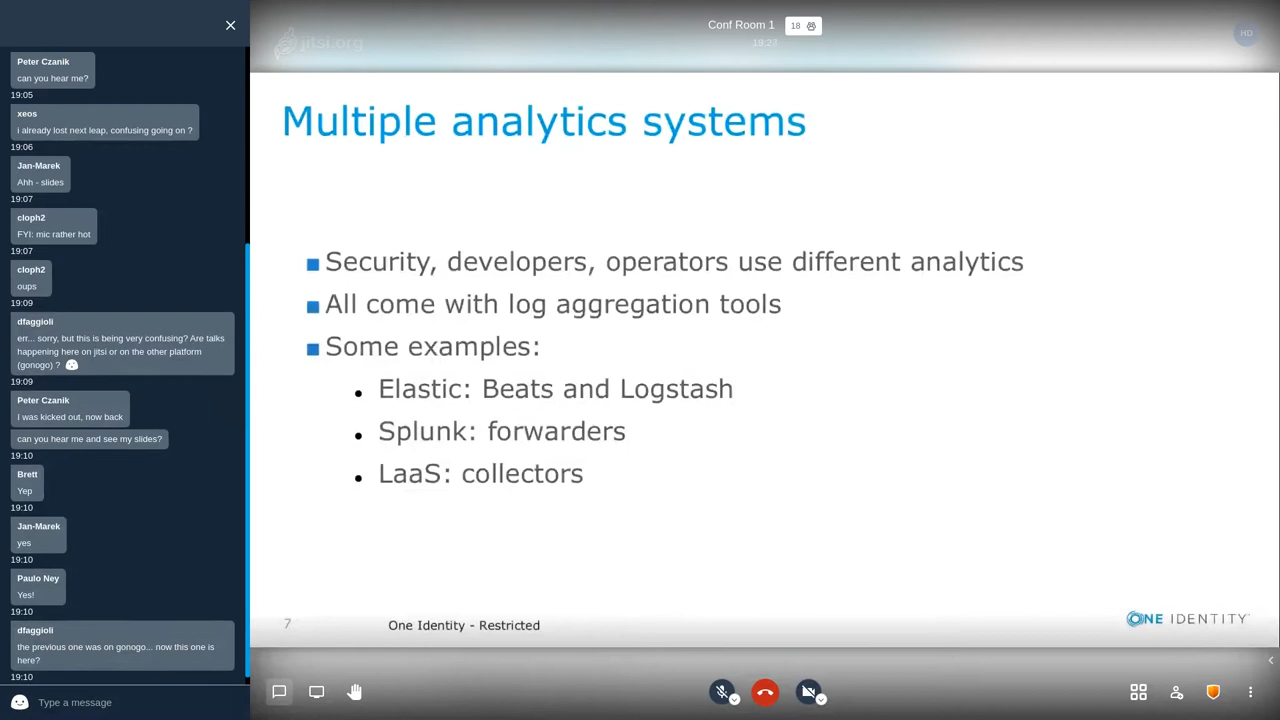 Peter Czanik
can you hear me?
19:05
xeos
i already lost next leap, confusing going on ?
19:06
Jan-Marek
Ahh - slides
19:07
cloph2
FYI: mic rather hot
19:07
cloph2
oups
19:09
dfaggioli
err... sorry, but this is being very confusing? Are talks
happening here on jitsi or on the other platform
(gonogo) ?
19:09
Peter Czanik
I was kicked out, now back
can you hear me and see my slides?
19:10
Brett
Yep
19:10
Jan-Marek
yes
19:10
Paulo Ney
Yes!
19:10
dfaggioli
the previous one was on gonogo... now this one is
here?
19:10
Type a message
jitsi.org
Conf Room 1
18
19:27
HD
Multiple analytics systems
Security, developers, operators use different analytics
All come with log aggregation tools
Some examples:
Elastic: Beats and Logstash
Splunk: forwarders
LaaS: collectors
7
One Identity - Restricted
ONE IDENTITY